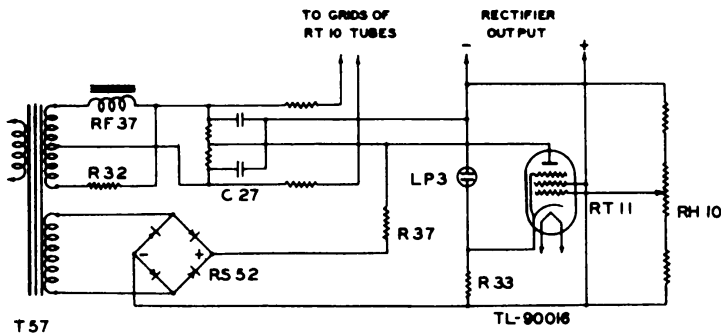 TO GRIDS OF
RT 10 TUBES
RECTIFIER
OUTPUT
- +
RF 37
R 32
C 27
LP3
RT 11
RH 10
R 37
- +
RS 52
R 33
T 57
TL-90016